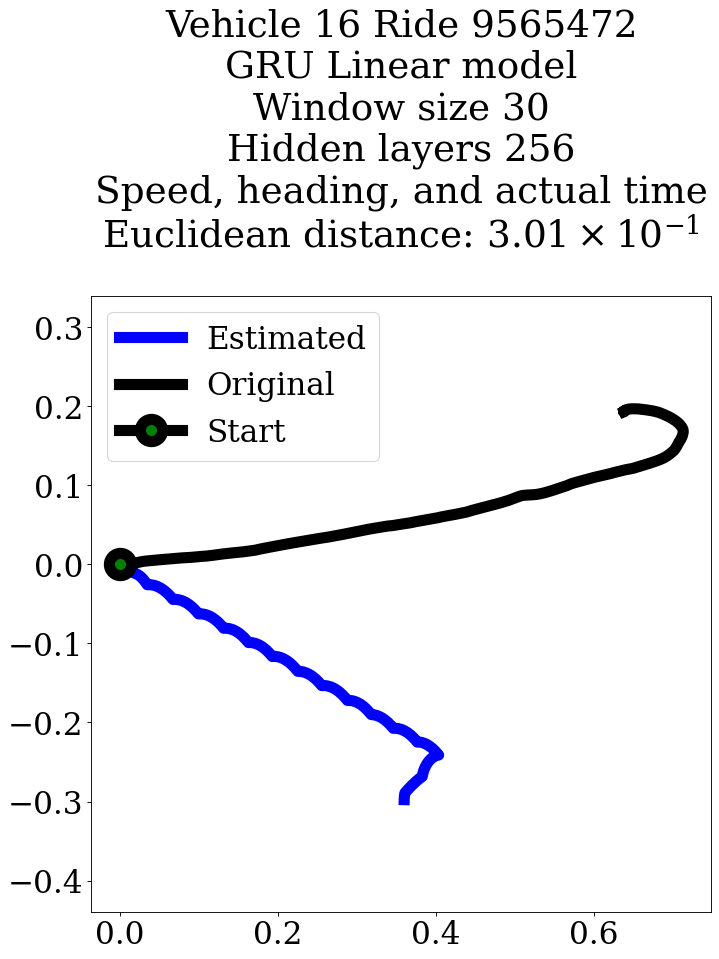 Vehicle 16 Ride 9565472
GRU Linear model
Window size 30
Hidden layers 256
Speed, heading, and actual time
Euclidean distance: 3.01 × 10⁻¹
Estimated
Original
Start
0.3
0.2
0.1
0.0
−0.1
−0.2
−0.3
−0.4
0.0 0.2 0.4 0.6